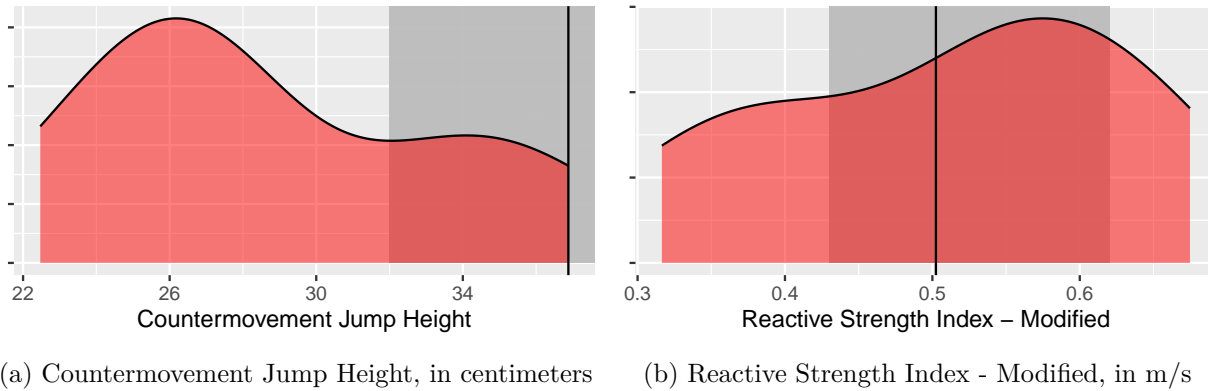 22 26 30 34
Countermovement Jump Height
(a) Countermovement Jump Height, in centimeters
0.3 0.4 0.5 0.6
Reactive Strength Index – Modified
(b) Reactive Strength Index - Modified, in m/s